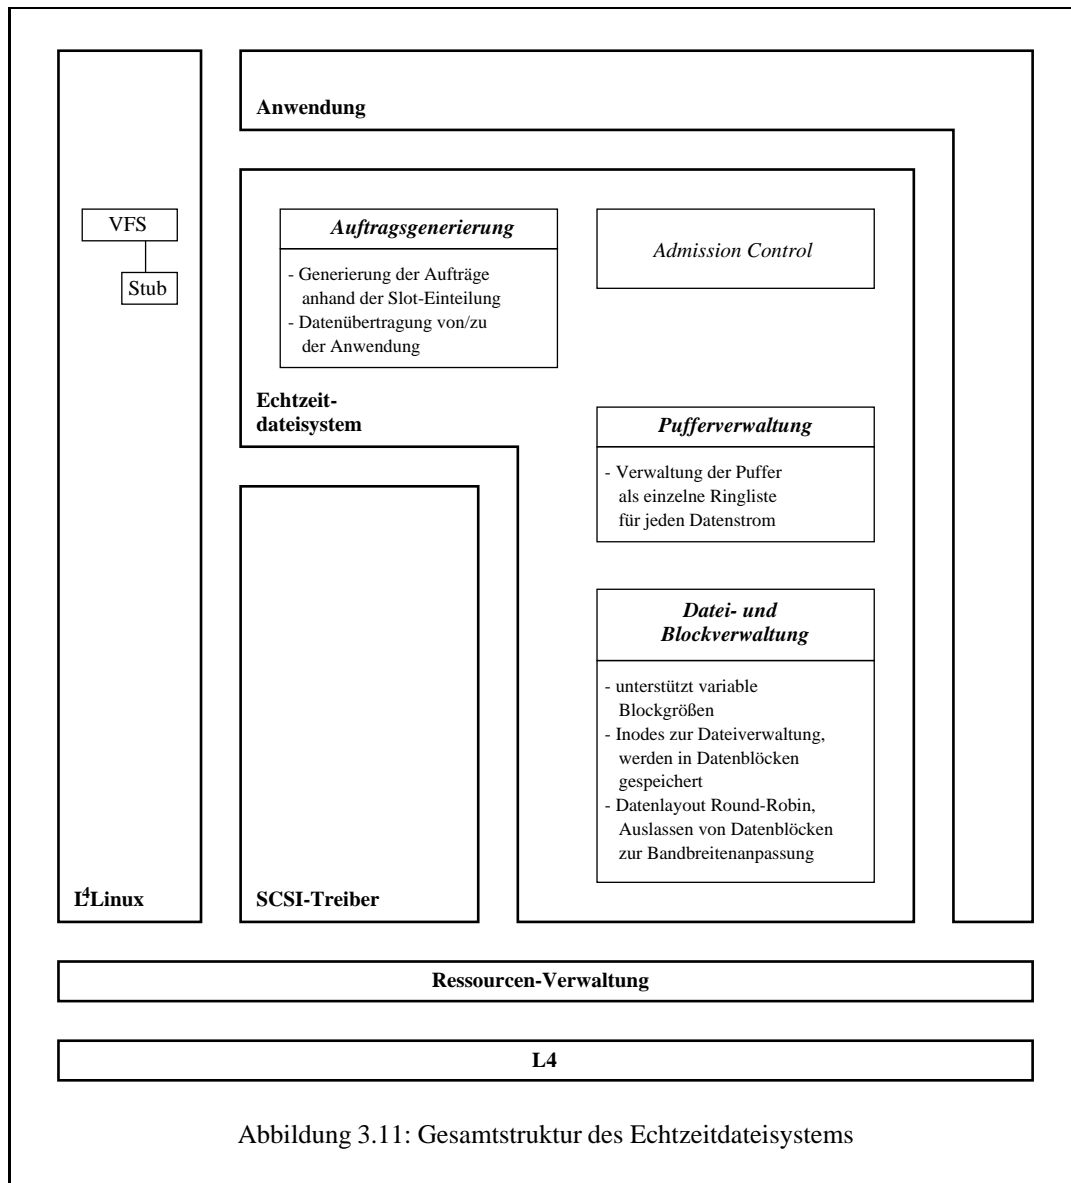 Anwendung
VFS
Stub
Auftragsgenerierung
- Generierung der Aufträge
anhand der Slot-Einteilung
- Datenübertragung von/zu
der Anwendung
Admission Control
Echtzeit-
dateisystem
Pufferverwaltung
- Verwaltung der Puffer
als einzelne Ringliste
für jeden Datenstrom
Datei- und
Blockverwaltung
- unterstützt variable
Blockgrößen
- Inodes zur Dateiverwaltung,
werden in Datenblöcken
gespeichert
- Datenlayout Round-Robin,
Auslassen von Datenblöcken
zur Bandbreitenanpassung
L⁴Linux
SCSI-Treiber
Ressourcen-Verwaltung
L4
Abbildung 3.11: Gesamtstruktur des Echtzeitdateisystems